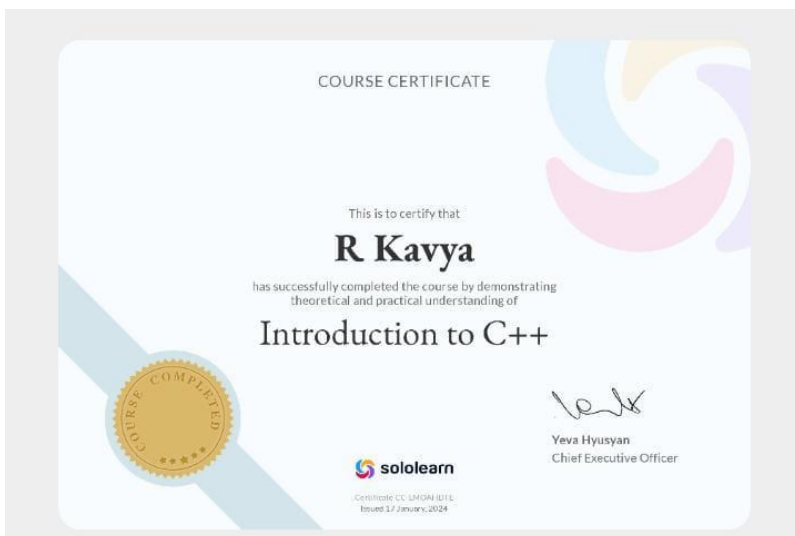 COURSE CERTIFICATE
This is to certify that
R Kavya
has successfully completed the course by demonstrating
theoretical and practical understanding of
Introduction to C++
COURSE COMPLETED
Yeva Hyusyan
Chief Executive Officer
sololearn
Certificate
Issued 17 January, 2024